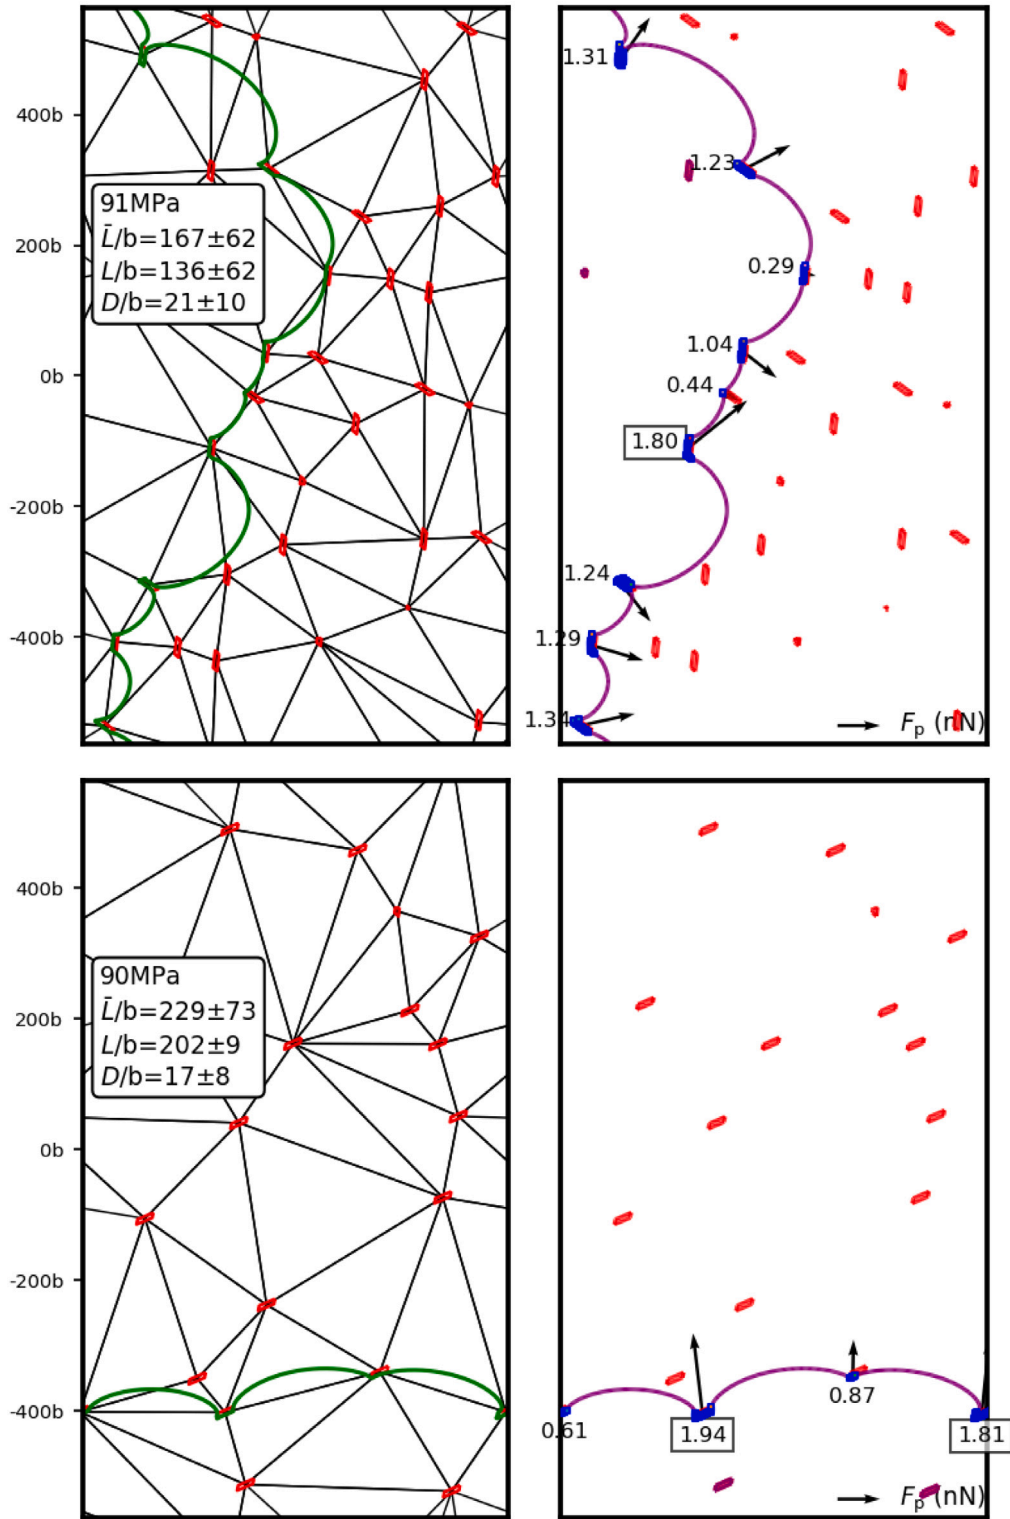 400b
200b
0b
-200b
-400b
91MPa
L̄/b=167±62
L/b=136±62
D/b=21±10
1.31
1.23
0.29
1.04
0.44
1.80
1.24
1.29
1.34
Fp (nN)
400b
200b
0b
-200b
-400b
90MPa
L̄/b=229±73
L/b=202±9
D/b=17±8
0.87
0.61
1.94
1.81
Fp (nN)